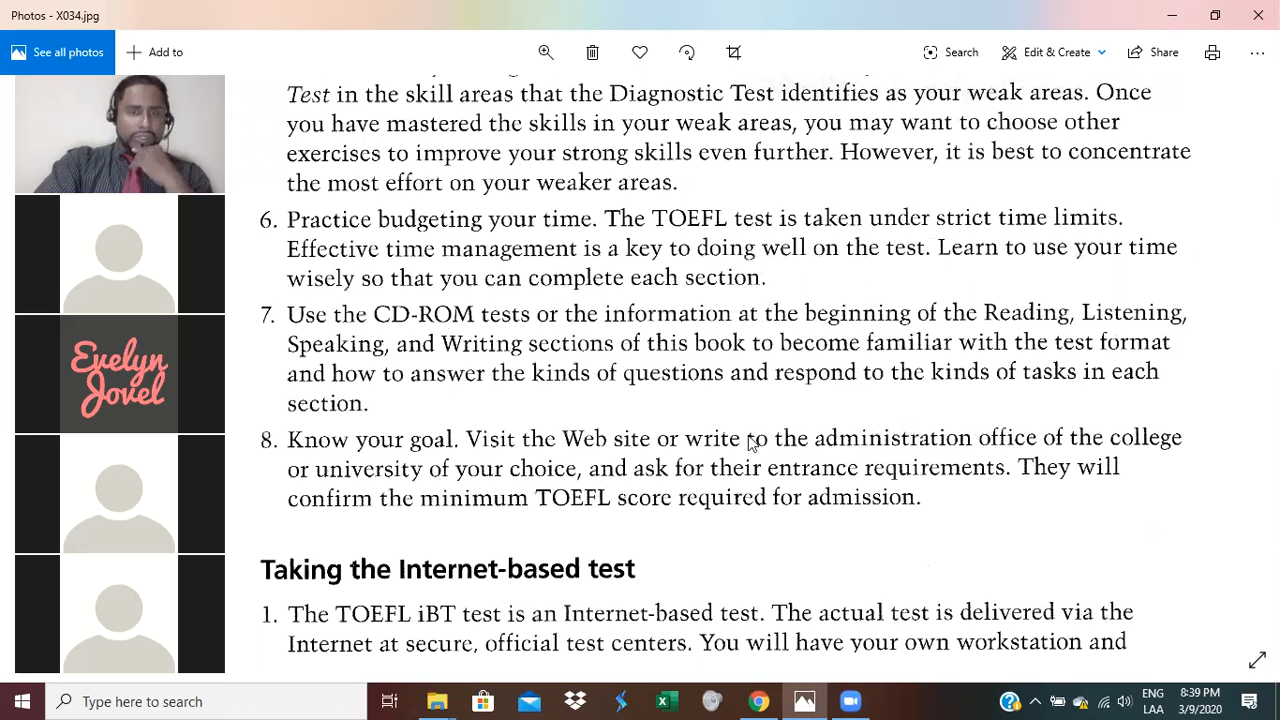 Photos - X034.jpg
See all photos
Add to
Search
Edit & Create
Share
Test in the skill areas that the Diagnostic Test identifies as your weak areas. Once
you have mastered the skills in your weak areas, you may want to choose other
exercises to improve your strong skills even further. However, it is best to concentrate
the most effort on your weaker areas.
6. Practice budgeting your time. The TOEFL test is taken under strict time limits.
Effective time management is a key to doing well on the test. Learn to use your time
wisely so that you can complete each section.
Evelyn
Jovel
7. Use the CD-ROM tests or the information at the beginning of the Reading, Listening,
Speaking, and Writing sections of this book to become familiar with the test format
and how to answer the kinds of questions and respond to the kinds of tasks in each
section.
8. Know your goal. Visit the Web site or write to the administration office of the college
or university of your choice, and ask for their entrance requirements. They will
confirm the minimum TOEFL score required for admission.
Taking the Internet-based test
1. The TOEFL iBT test is an Internet-based test. The actual test is delivered via the
Internet at secure, official test centers. You will have your own workstation and
Type here to search
ENG
LAA
8:39 PM
3/9/2020